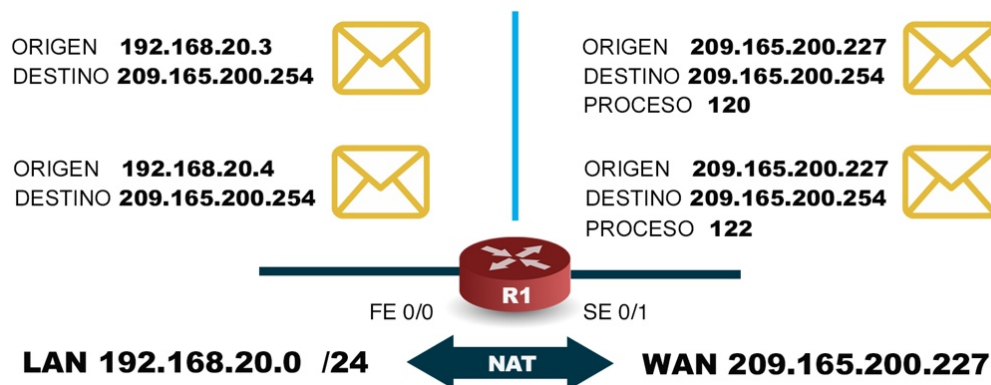 ORIGEN 192.168.20.3
DESTINO 209.165.200.254
ORIGEN 209.165.200.227
DESTINO 209.165.200.254
PROCESO 120
ORIGEN 192.168.20.4
DESTINO 209.165.200.254
ORIGEN 209.165.200.227
DESTINO 209.165.200.254
PROCESO 122
R1
FE 0/0
SE 0/1
LAN 192.168.20.0 /24
NAT
WAN 209.165.200.227